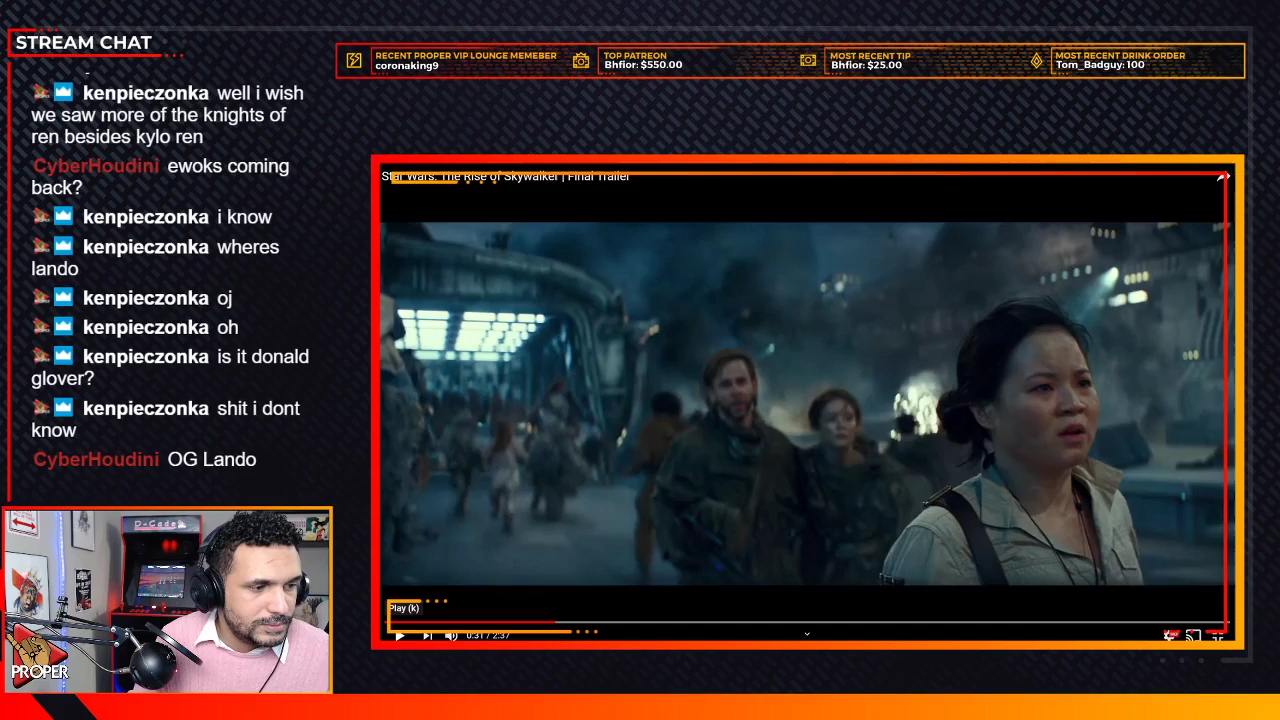 STREAM CHAT
kenpieczonka well i wish
we saw more of the knights of
ren besides kylo ren
CyberHoudini ewoks coming
back?
kenpieczonka i know
kenpieczonka wheres
lando
kenpieczonka oj
kenpieczonka oh
kenpieczonka is it donald
glover?
kenpieczonka shit i dont
know
CyberHoudini OG Lando
RECENT PROPER VIP LOUNGE MEMEBER
coronaking9
TOP PATREON
Bhfior: $550.00
MOST RECENT TIP
Bhfior: $25.00
MOST RECENT DRINK ORDER
Tom_Badguy: 100
Star Wars: The Rise of Skywalker | Final Trailer
Play (k)
0:31 / 2:37
D-Cade
PROPER